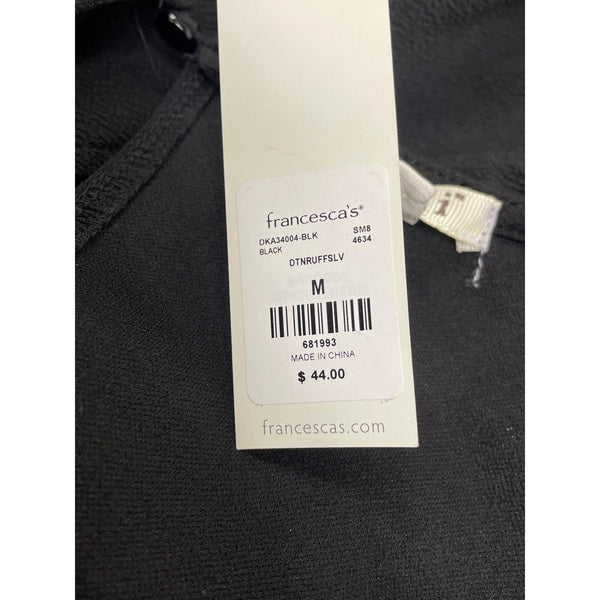 francesca's®
DKA34004-BLK SM8
BLACK 4634
DTNRUFFSLV
M
681993
MADE IN CHINA
$ 44.00
francescas.com